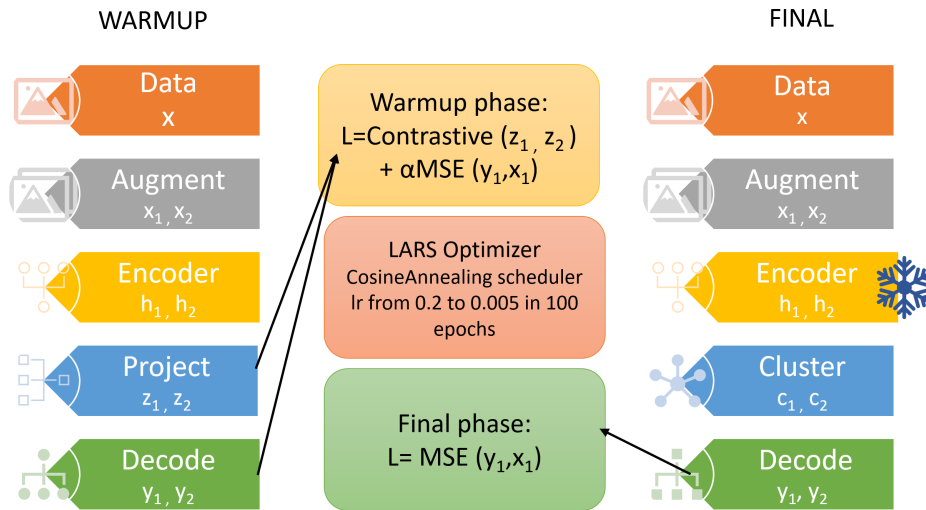 WARMUP
Data
x
Augment
x₁, x₂
Encoder
h₁, h₂
Project
z₁, z₂
Decode
y₁, y₂
Warmup phase:
L=Contrastive (z₁, z₂)
+ αMSE (y₁,x₁)
LARS Optimizer
CosineAnnealing scheduler
lr from 0.2 to 0.005 in 100
epochs
Final phase:
L= MSE (y₁,x₁)
FINAL
Data
x
Augment
x₁, x₂
Encoder
h₁, h₂
Cluster
c₁, c₂
Decode
y₁, y₂